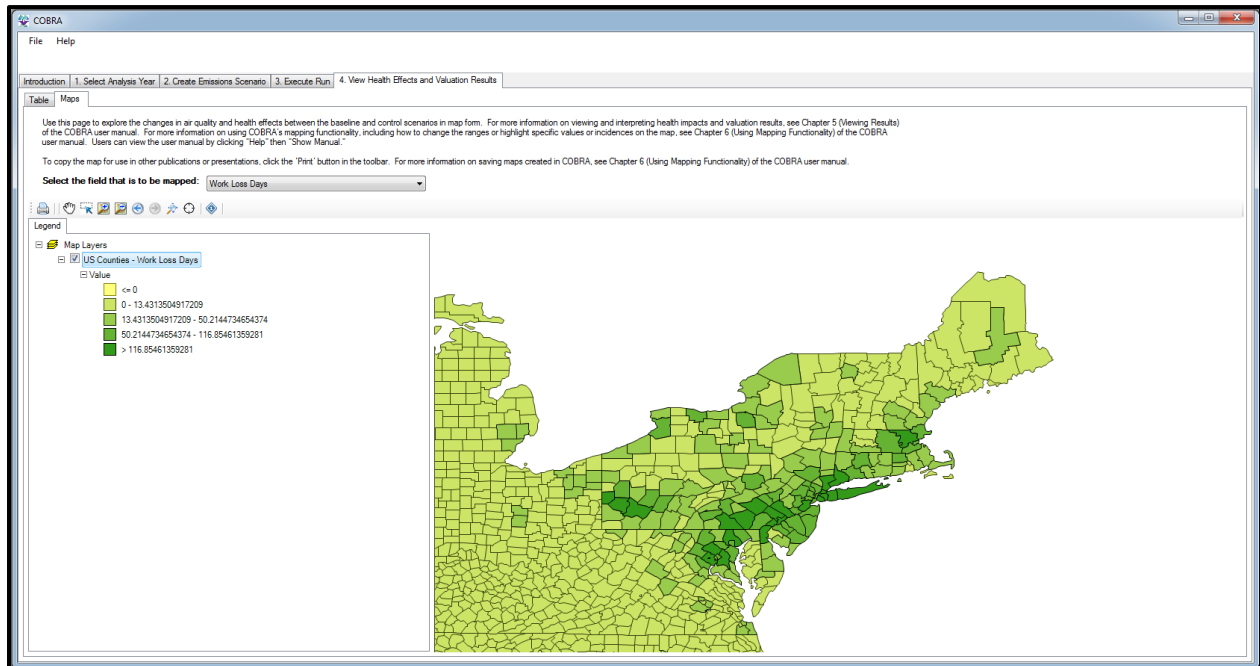 COBRA
File Help
Introduction 1. Select Analysis Year 2. Create Emissions Scenario 3. Execute Run 4. View Health Effects and Valuation Results
Table Maps
Use this page to explore the changes in air quality and health effects between the baseline and control scenarios in map form. For more information on viewing and interpreting health impacts and valuation results, see Chapter 5 (Viewing Results)
of the COBRA user manual. For more information on using COBRA's mapping functionality, including how to change the ranges or highlight specific values or incidences on the map, see Chapter 6 (Using Mapping Functionality) of the COBRA
user manual. Users can view the user manual by clicking "Help" then "Show Manual."
To copy the map for use in other publications or presentations, click the 'Print' button in the toolbar. For more information on saving maps created in COBRA, see Chapter 6 (Using Mapping Functionality) of the COBRA user manual.
Select the field that is to be mapped: Work Loss Days
Legend
Map Layers
US Counties - Work Loss Days
Value
<= 0
0 - 13.4313504917209
13.4313504917209 - 50.2144734654374
50.2144734654374 - 116.85461359281
> 116.85461359281